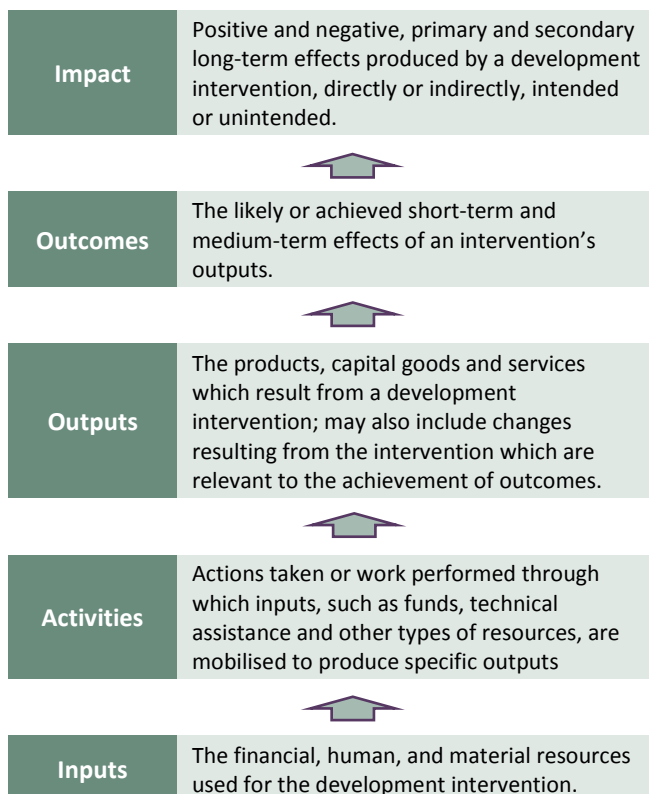 Impact
Positive and negative, primary and secondary
long-term effects produced by a development
intervention, directly or indirectly, intended
or unintended.
Outcomes
The likely or achieved short-term and
medium-term effects of an intervention’s
outputs.
Outputs
The products, capital goods and services
which result from a development
intervention; may also include changes
resulting from the intervention which are
relevant to the achievement of outcomes.
Activities
Actions taken or work performed through
which inputs, such as funds, technical
assistance and other types of resources, are
mobilised to produce specific outputs
Inputs
The financial, human, and material resources
used for the development intervention.